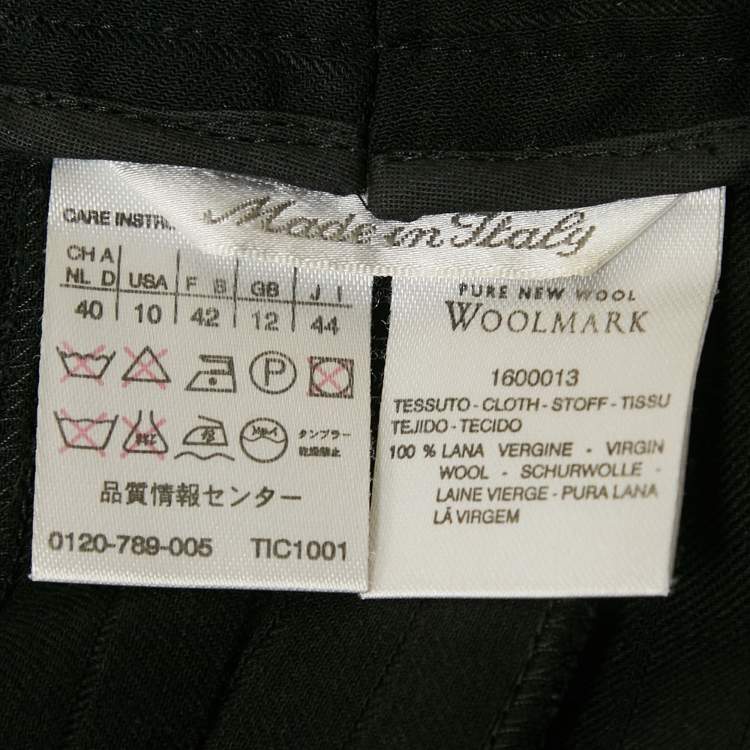 Made in Italy
CARE INSTR
CH A USA F B GB J I
NL D
40 10 42 12 44
P
ドライ
タンブラー
乾燥禁止
品質情報センター
0120-789-005 TIC1001
PURE NEW WOOL
WOOLMARK
1600013
TESSUTO - CLOTH - STOFF - TISSU
TEJIDO - TECIDO
100 % LANA VERGINE - VIRGIN
WOOL - SCHURWOLLE -
LAINE VIERGE - PURA LANA
LÃ VIRGEM